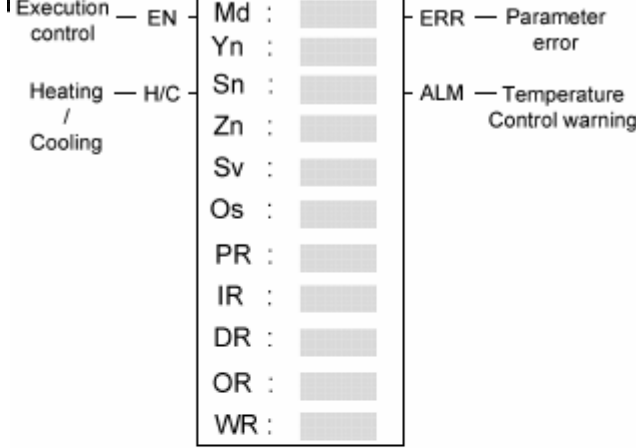 Execution
control
EN
Md :
ERR
Parameter
error
Yn :
Heating
/
Cooling
H/C
Sn :
ALM
Temperature
Control warning
Zn :
Sv :
Os :
PR :
IR :
DR :
OR :
WR :